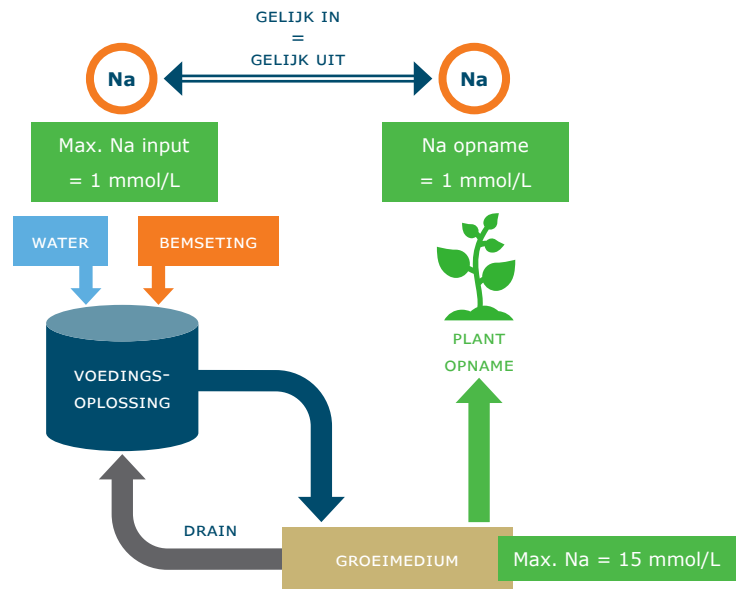 GELIJK IN
=
GELIJK UIT
Na
Na
Max. Na input
= 1 mmol/L
Na opname
= 1 mmol/L
WATER
BEMSETING
VOEDINGS-
OPLOSSING
PLANT
OPNAME
DRAIN
GROEIMEDIUM
Max. Na = 15 mmol/L